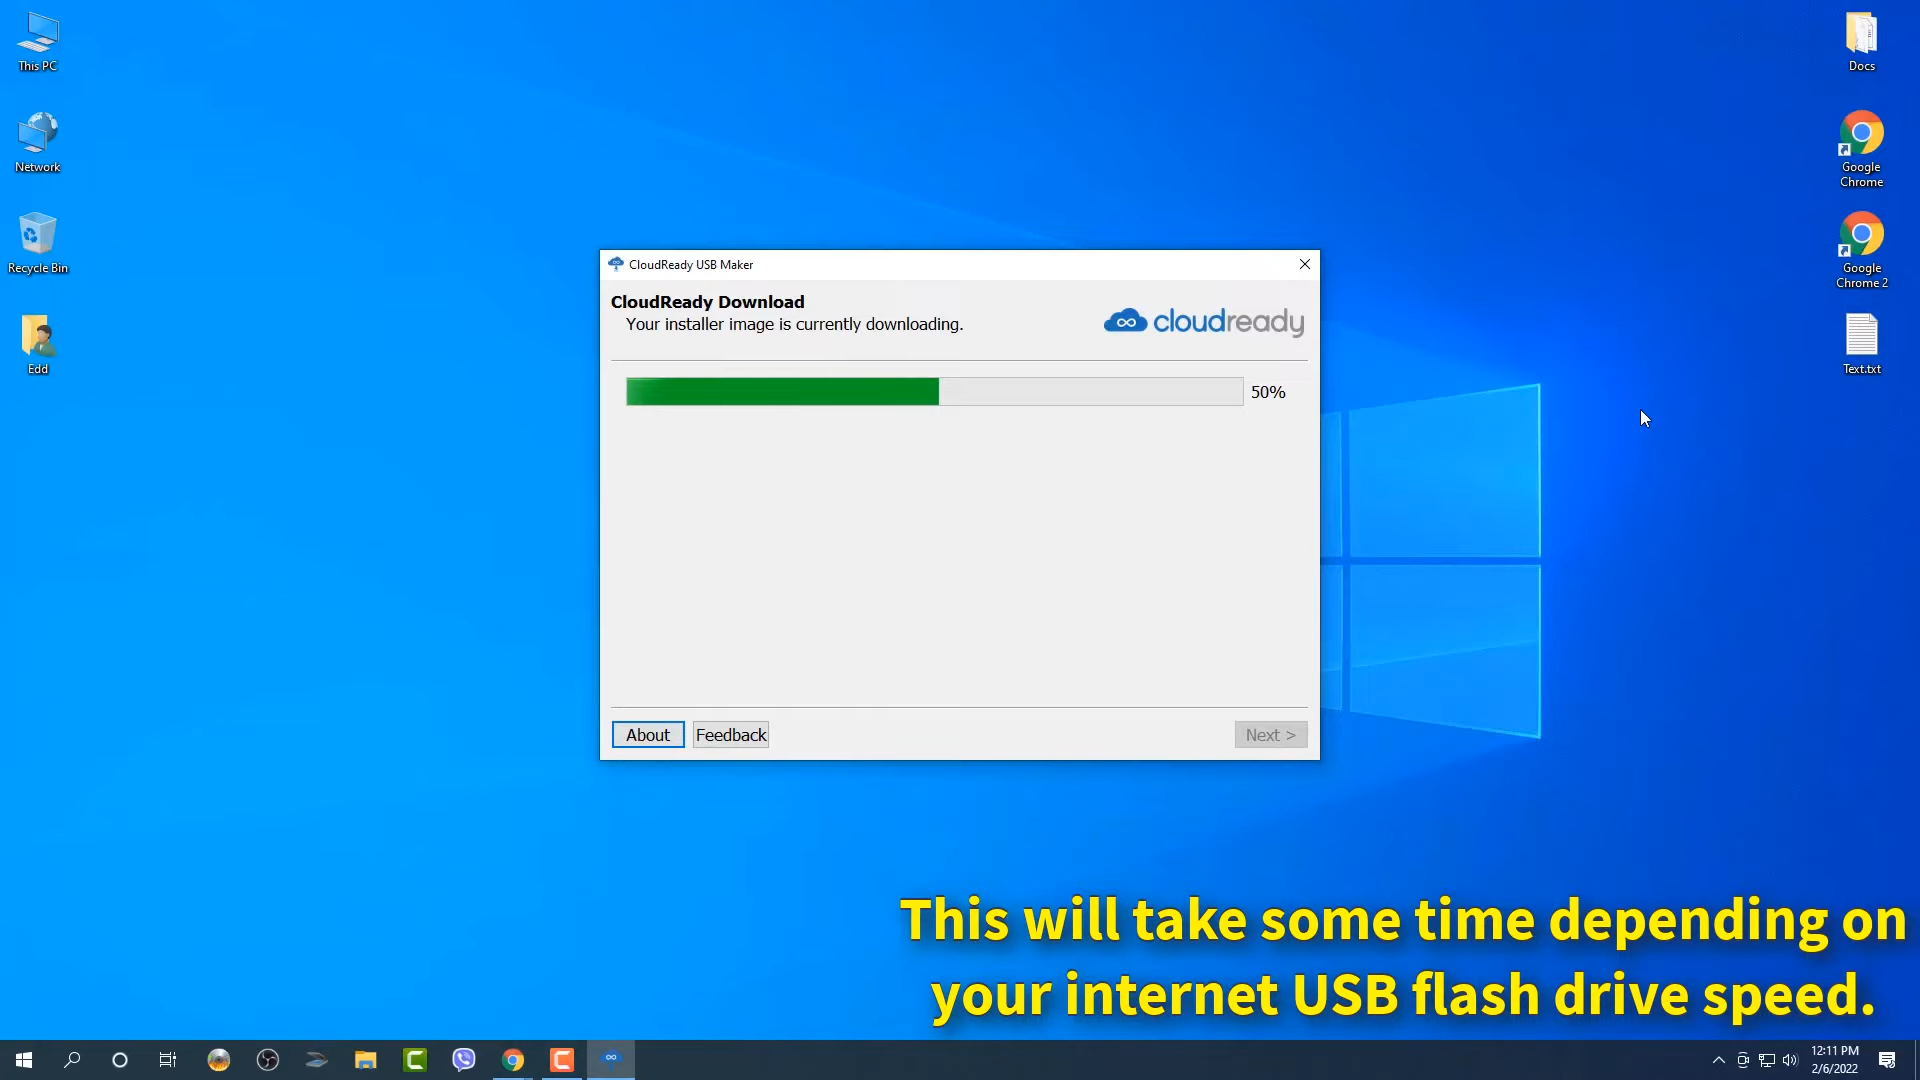 This PC
Network
Recycle Bin
Edd
Docs
Google
Chrome
Google
Chrome 2
Text.txt
CloudReady USB Maker
CloudReady Download
Your installer image is currently downloading.
cloudready
50%
About
Feedback
Next >
This will take some time depending on
your internet USB flash drive speed.
12:11 PM
2/6/2022